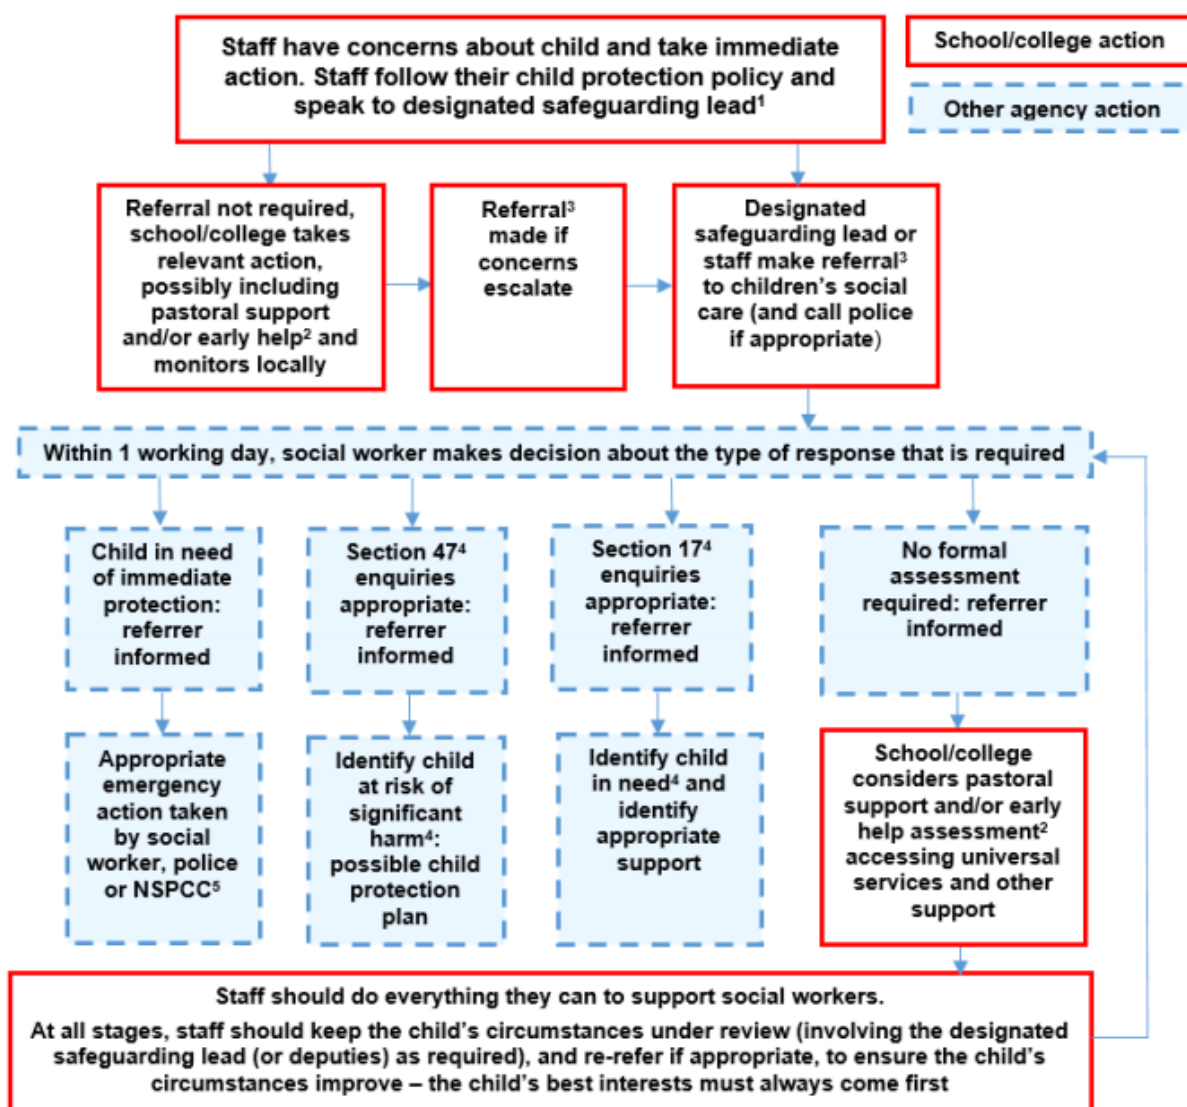 Staff have concerns about child and take immediate
action. Staff follow their child protection policy and
speak to designated safeguarding lead¹
School/college action
Other agency action
Referral not required,
school/college takes
relevant action,
possibly including
pastoral support
and/or early help² and
monitors locally
Referral³
made if
concerns
escalate
Designated
safeguarding lead or
staff make referral³
to children’s social
care (and call police
if appropriate)
Within 1 working day, social worker makes decision about the type of response that is required
Child in need
of immediate
protection:
referrer
informed
Section 47⁴
enquiries
appropriate:
referrer
informed
Section 17⁴
enquiries
appropriate:
referrer
informed
No formal
assessment
required: referrer
informed
Appropriate
emergency
action taken
by social
worker, police
or NSPCC⁵
Identify child
at risk of
significant
harm⁴:
possible child
protection
plan
Identify child
in need⁴ and
identify
appropriate
support
School/college
considers pastoral
support and/or early
help assessment²
accessing universal
services and other
support
Staff should do everything they can to support social workers.
At all stages, staff should keep the child’s circumstances under review (involving the designated
safeguarding lead (or deputies) as required), and re-refer if appropriate, to ensure the child’s
circumstances improve – the child’s best interests must always come first